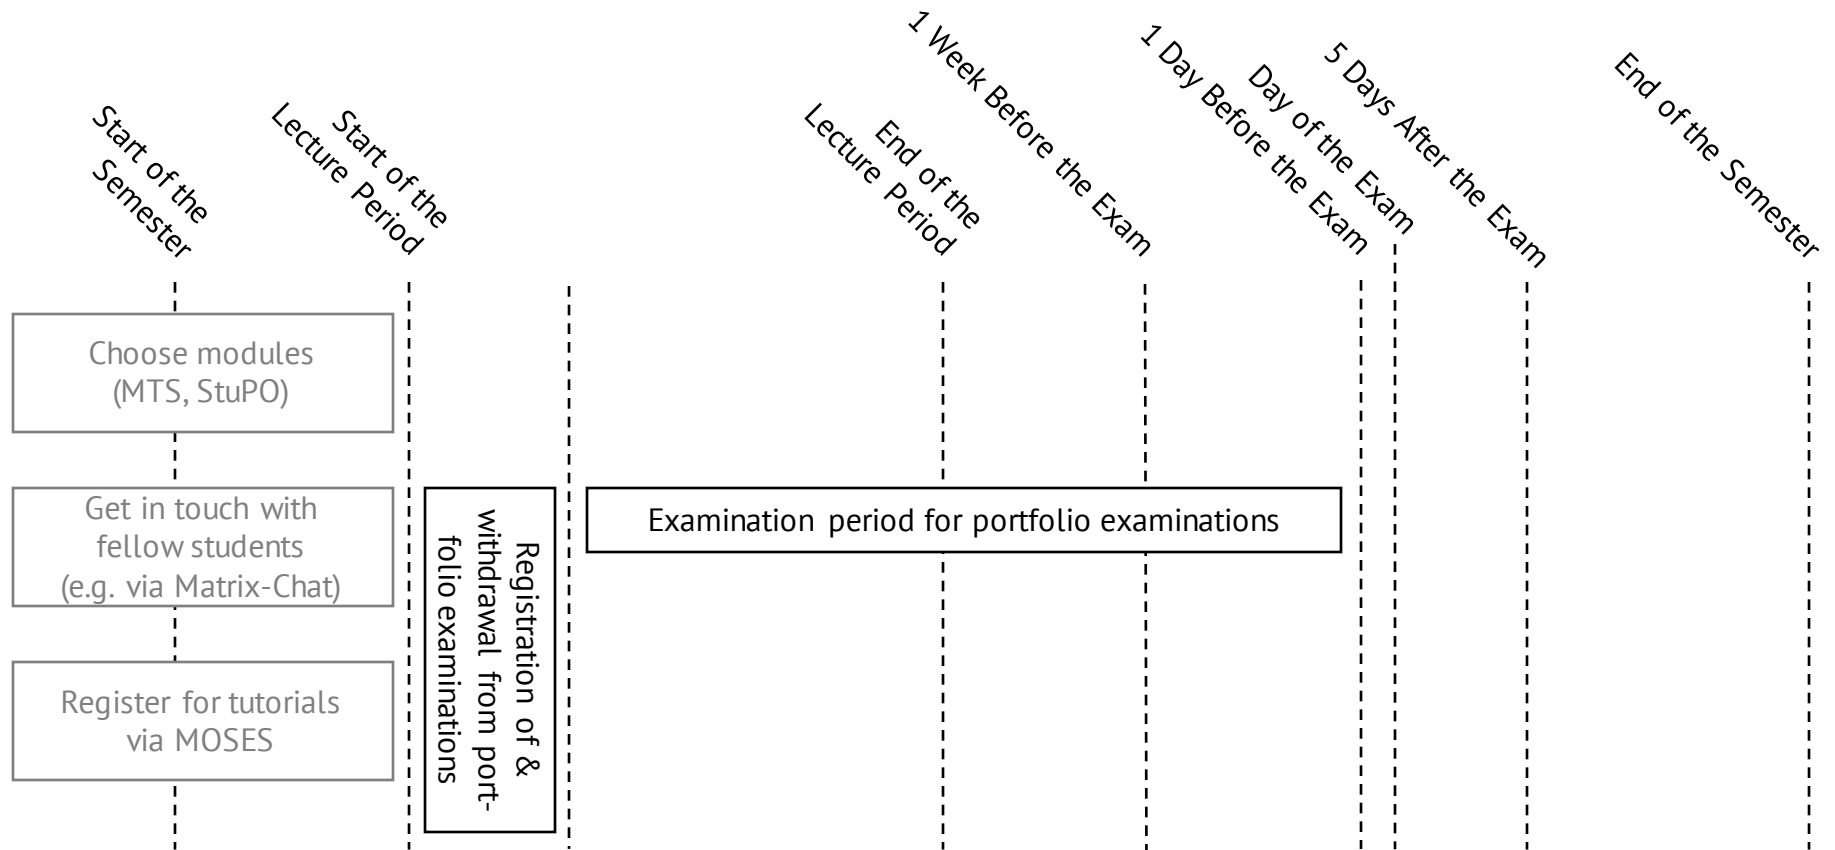 Start of the
Semester
Start of the
Lecture Period
End of the
Lecture Period
1 Week Before the Exam
1 Day Before the Exam
Day of the Exam
5 Days After the Exam
End of the Semester
Choose modules
(MTS, StuPO)
Get in touch with
fellow students
(e.g. via Matrix-Chat)
Register for tutorials
via MOSES
Registration of &
withdrawal from port-
folio examinations
Examination period for portfolio examinations